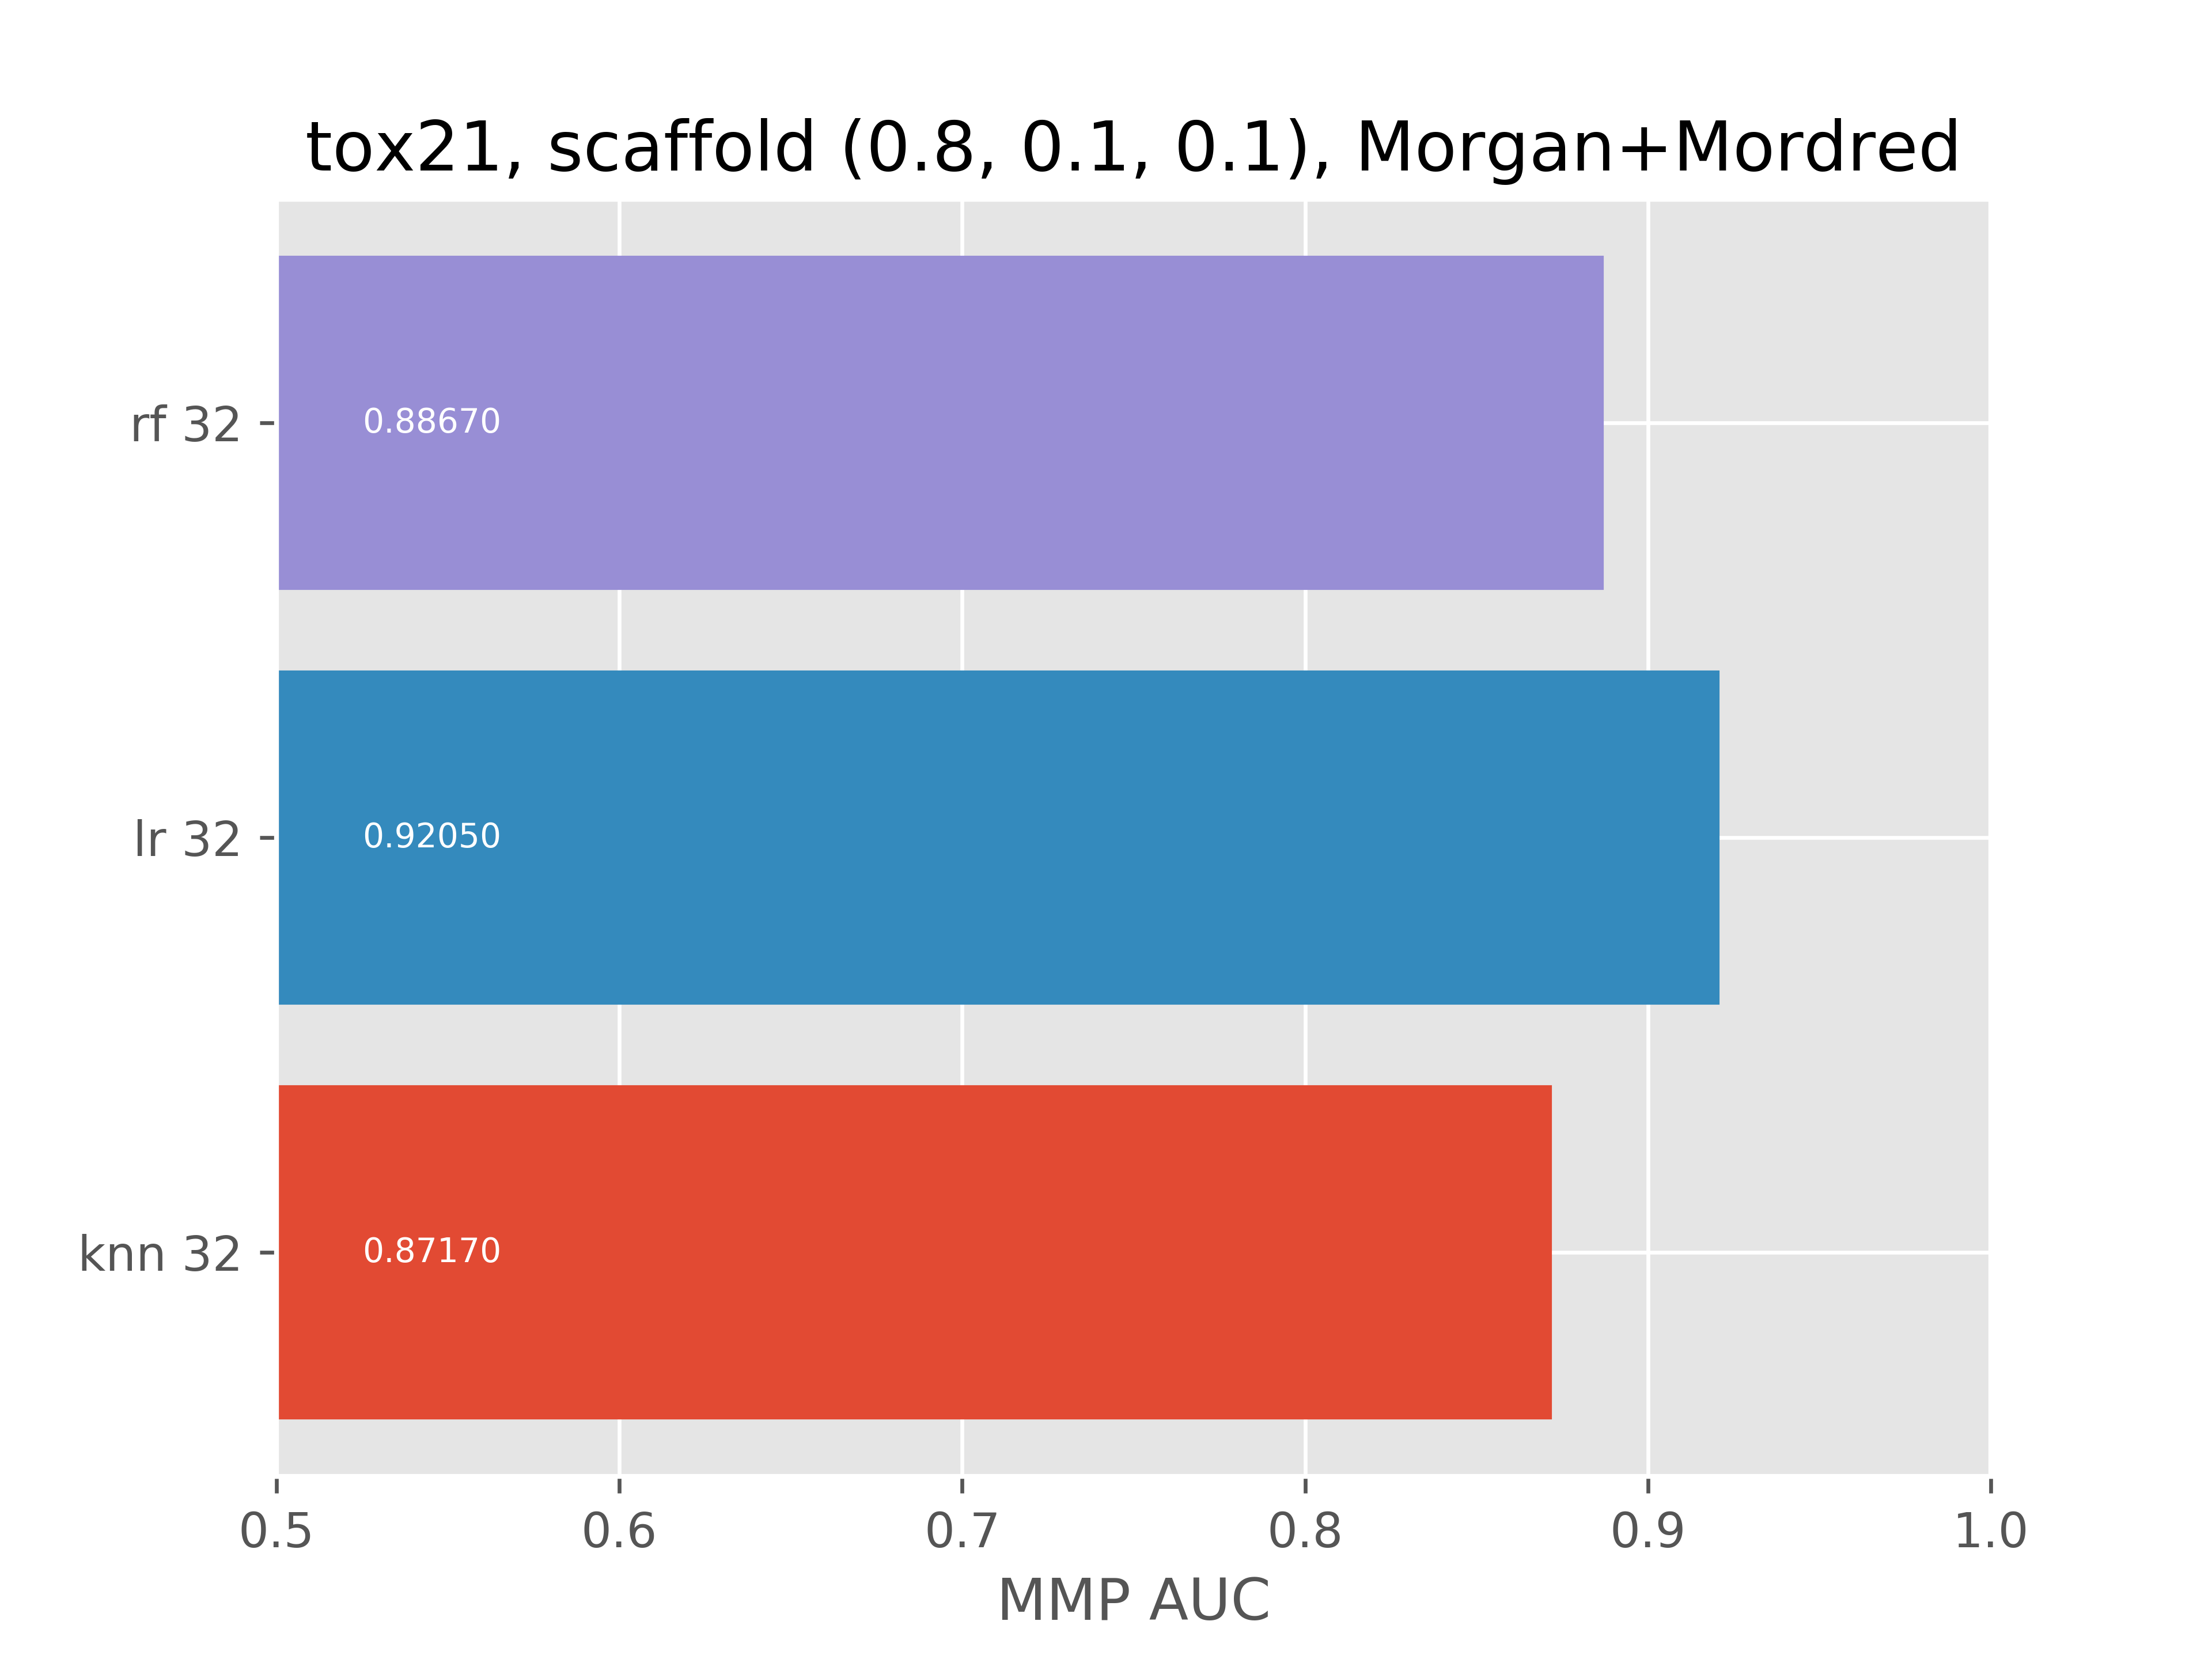 tox21, scaffold (0.8, 0.1, 0.1), Morgan+Mordred
rf 32
0.88670
lr 32
0.92050
knn 32
0.87170
0.5 0.6 0.7 0.8 0.9 1.0
MMP AUC